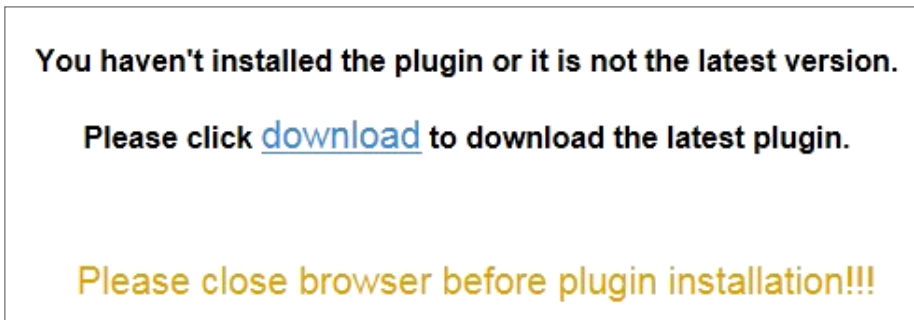 You haven't installed the plugin or it is not the latest version.
Please click download to download the latest plugin.
Please close browser before plugin installation!!!